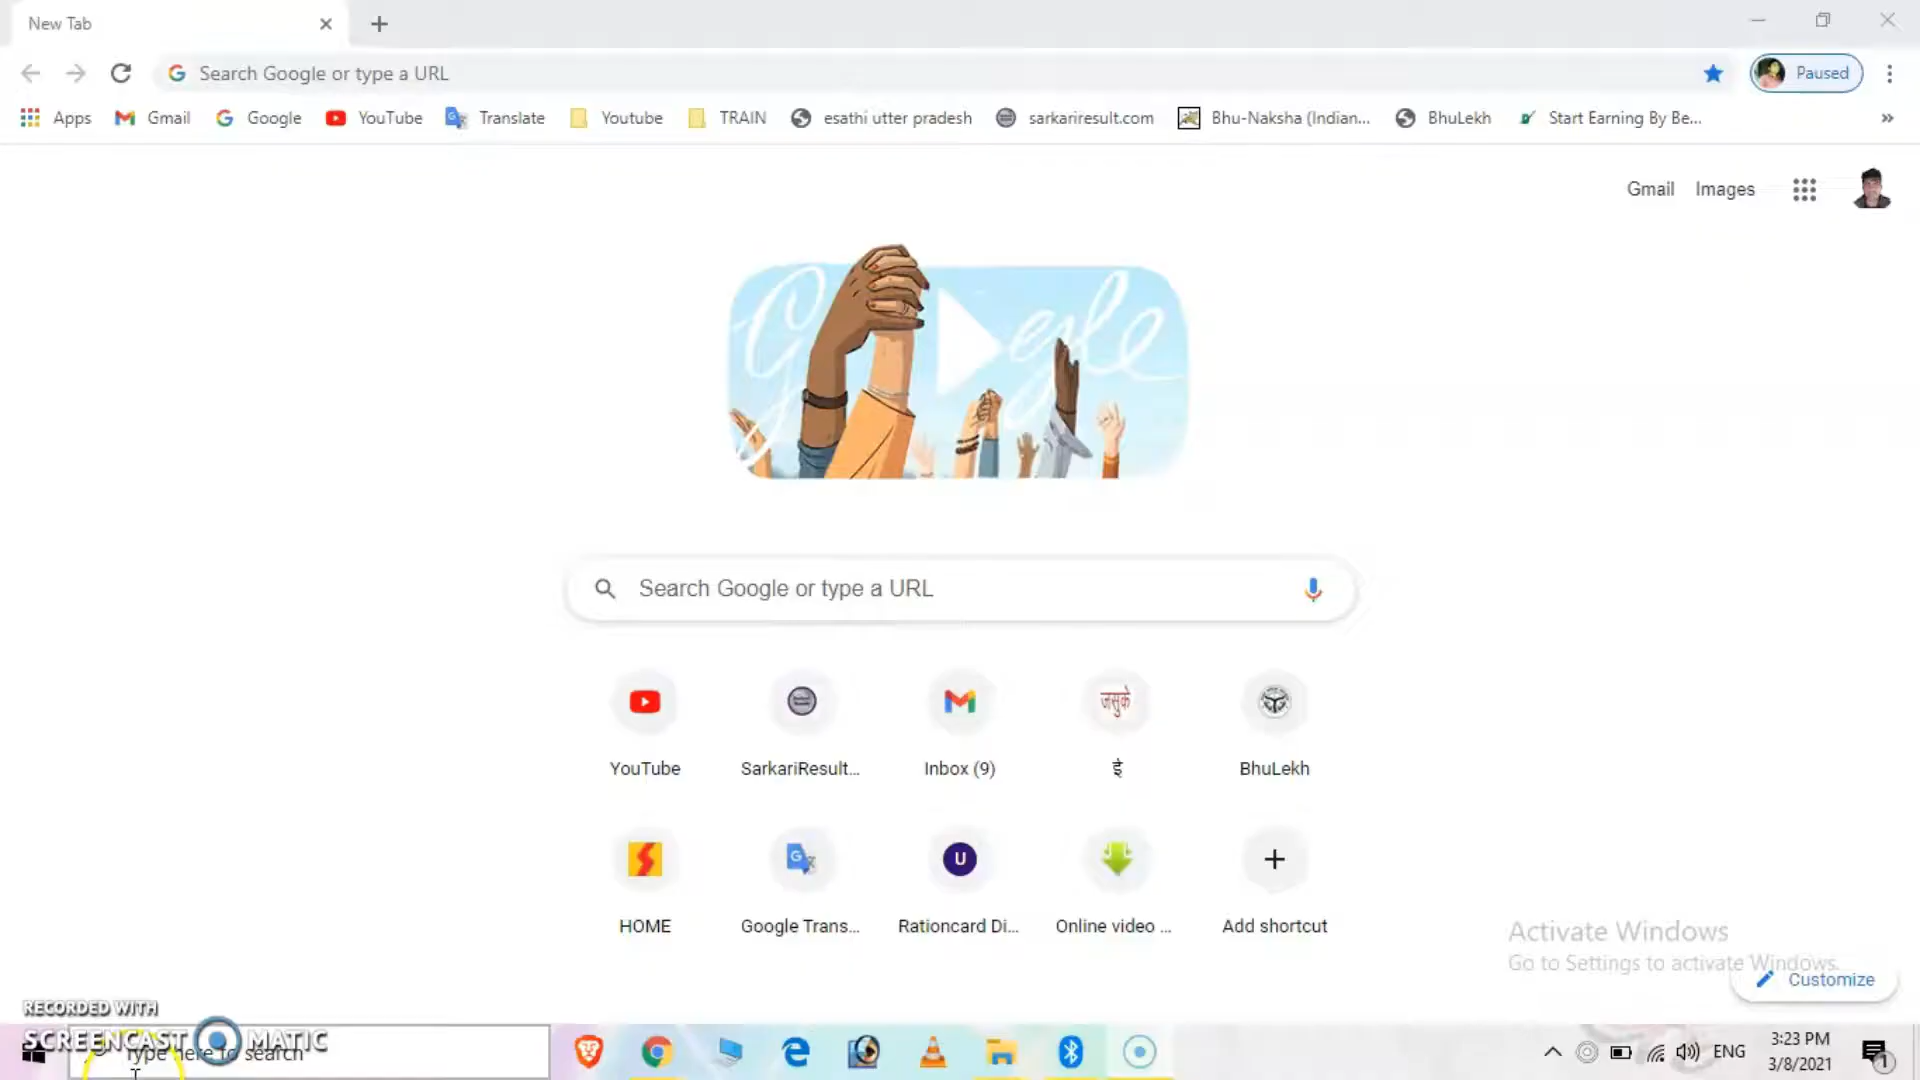 New Tab
Search Google or type a URL
Paused
Apps
Gmail
Google
YouTube
Translate
Youtube
TRAIN
esathi utter pradesh
sarkariresult.com
Bhu-Naksha (Indian...
BhuLekh
Start Earning By Be...
»
Gmail
Images
Google
Search Google or type a URL
जसुके
YouTube
SarkariResult...
Inbox (9)
ई
BhuLekh
U
HOME
Google Trans...
Rationcard Di...
Online video ...
Add shortcut
Activate Windows
Go to Settings to activate Windows.
Customize
RECORDED WITH
SCREENCAST MATIC
Type here to search
ENG
3:23 PM
3/8/2021
1